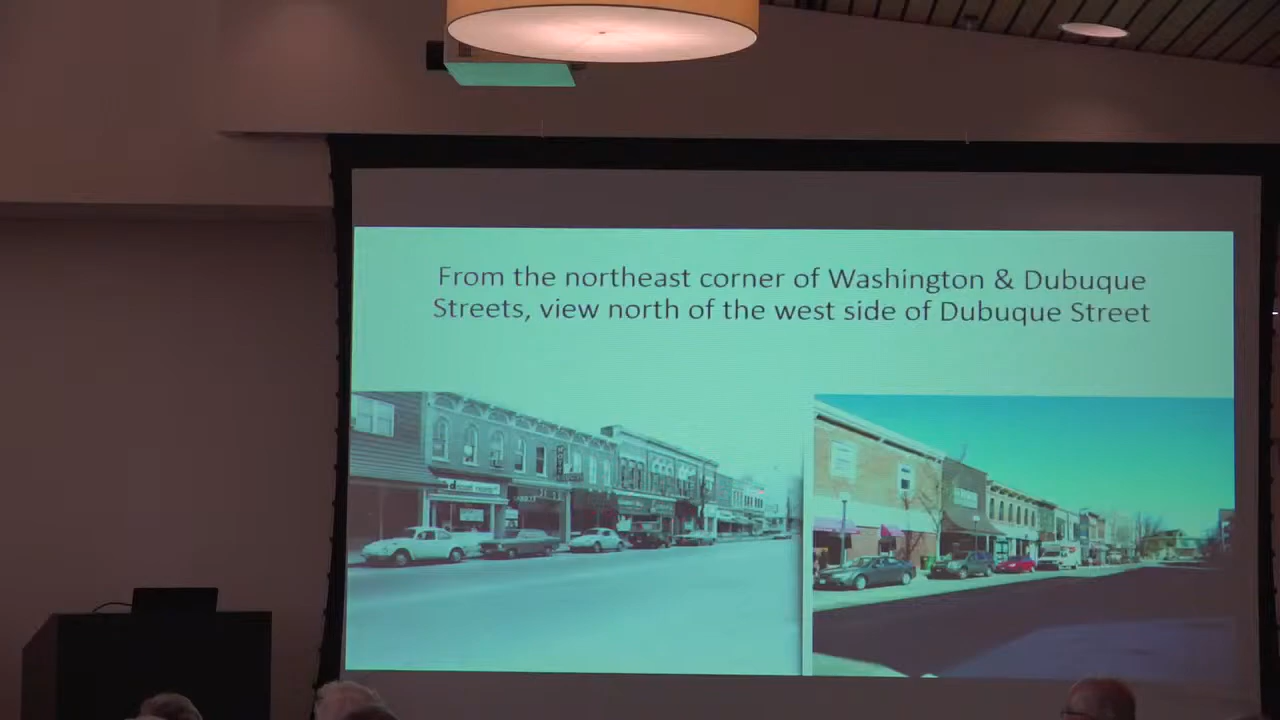 From the northeast corner of Washington & Dubuque
Streets, view north of the west side of Dubuque Street